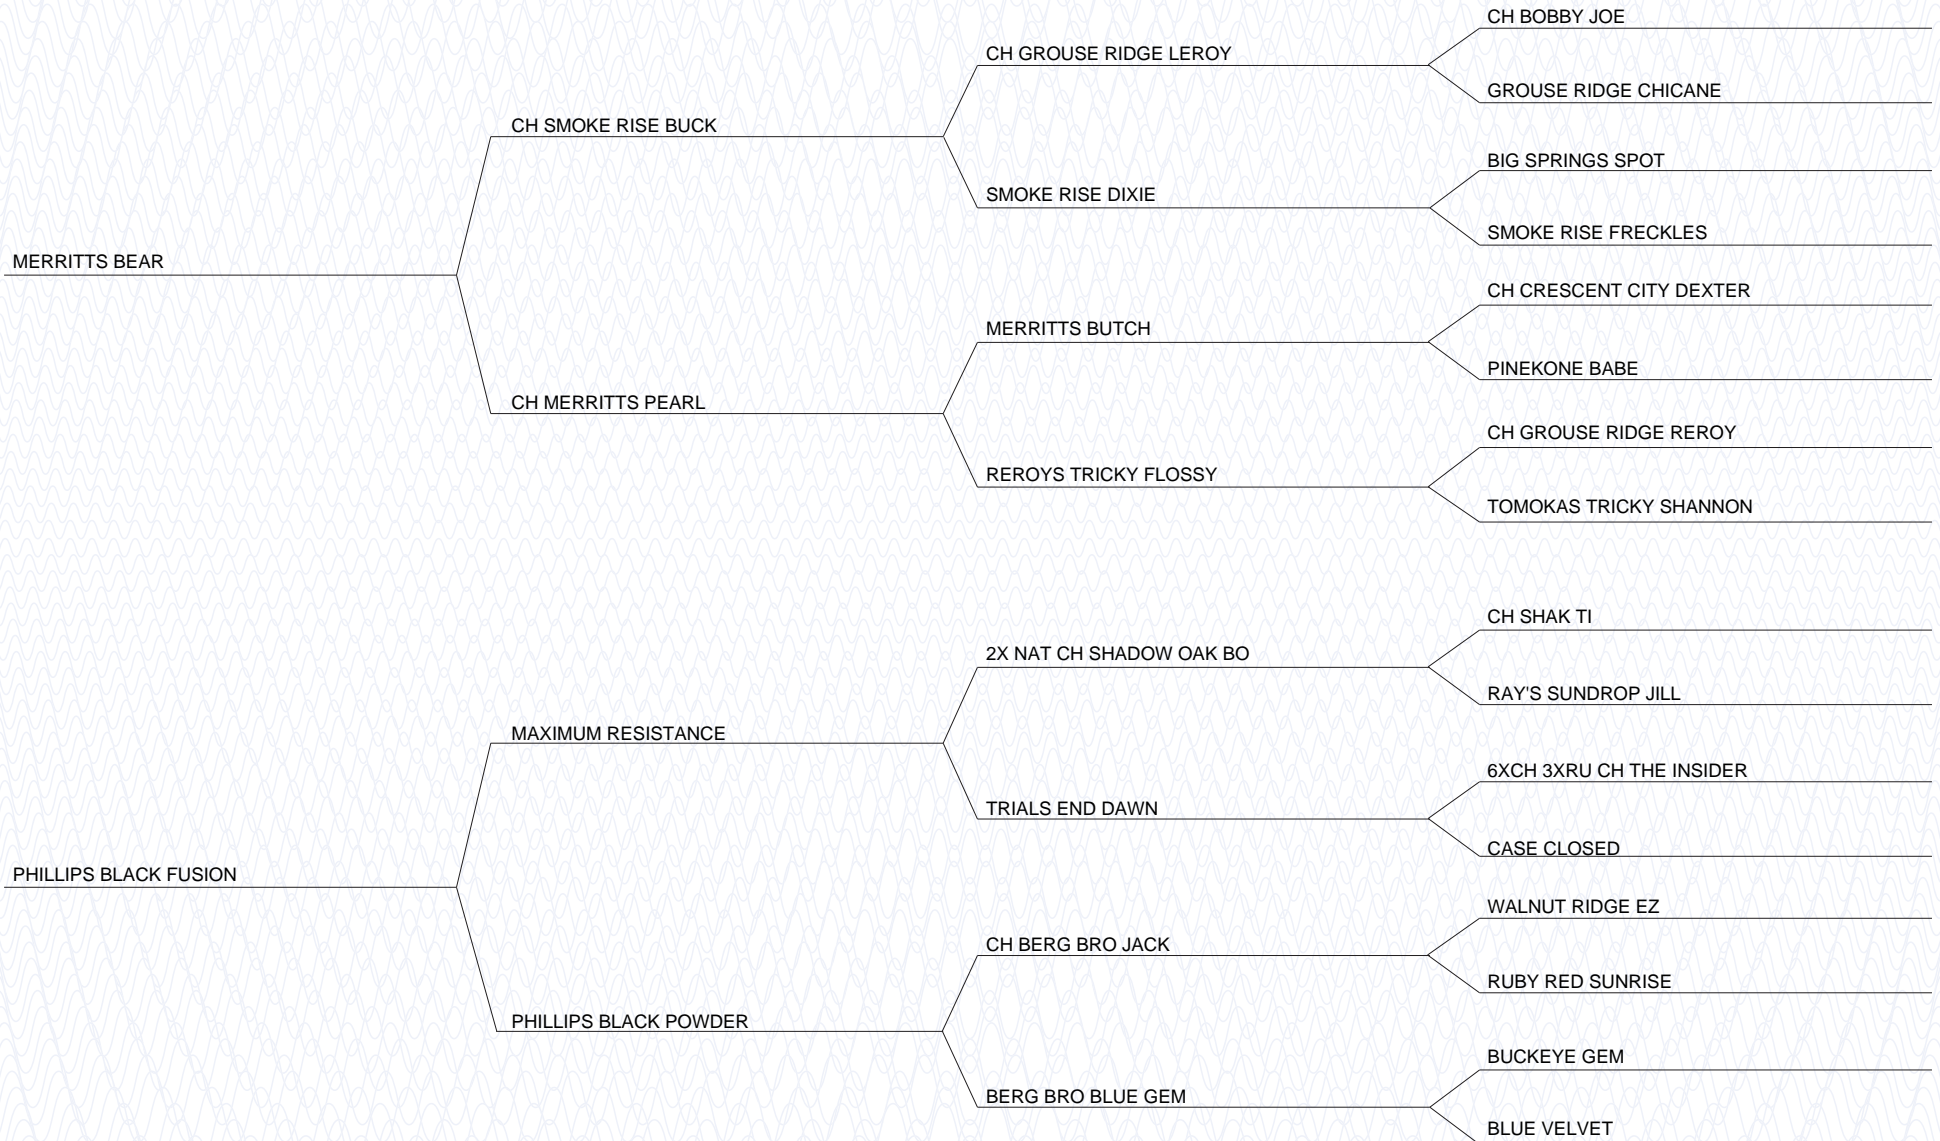 CH BOBBY JOE
CH GROUSE RIDGE LEROY
GROUSE RIDGE CHICANE
CH SMOKE RISE BUCK
BIG SPRINGS SPOT
SMOKE RISE DIXIE
SMOKE RISE FRECKLES
MERRITTS BEAR
CH CRESCENT CITY DEXTER
MERRITTS BUTCH
PINEKONE BABE
CH MERRITTS PEARL
CH GROUSE RIDGE REROY
REROYS TRICKY FLOSSY
TOMOKAS TRICKY SHANNON
CH SHAK TI
2X NAT CH SHADOW OAK BO
RAY'S SUNDROP JILL
MAXIMUM RESISTANCE
6XCH 3XRU CH THE INSIDER
TRIALS END DAWN
CASE CLOSED
PHILLIPS BLACK FUSION
WALNUT RIDGE EZ
CH BERG BRO JACK
RUBY RED SUNRISE
PHILLIPS BLACK POWDER
BUCKEYE GEM
BERG BRO BLUE GEM
BLUE VELVET